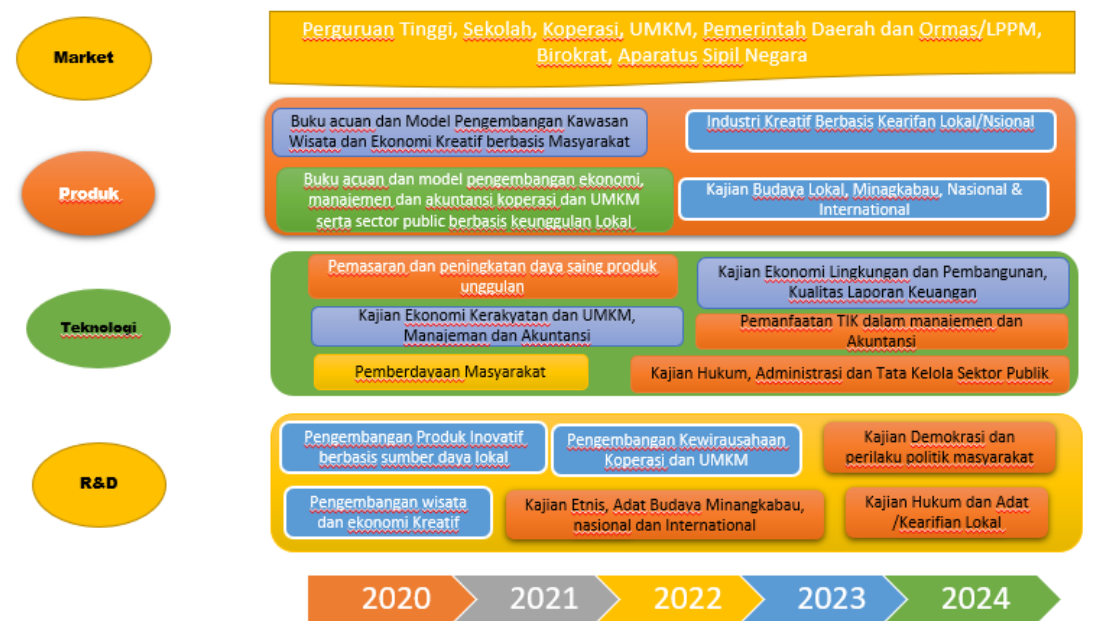 Market
Perguruan Tinggi, Sekolah, Koperasi, UMKM, Pemerintah Daerah dan Ormas/LPPM,
Birokrat, Aparatus Sipil Negara
Produk
Buku acuan dan Model Pengembangan Kawasan
Wisata dan Ekonomi Kreatif berbasis Masyarakat
Industri Kreatif Berbasis Kearifan Lokal/Nsional
Buku acuan dan model pengembangan ekonomi,
manajemen dan akuntansi koperasi dan UMKM
serta sector public berbasis keunggulan Lokal
Kajian Budaya Lokal, Minagkabau, Nasional &
International
Teknologi
Pemasaran dan peningkatan daya saing produk
unggulan
Kajian Ekonomi Lingkungan dan Pembangunan,
Kualitas Laporan Keuangan
Kajian Ekonomi Kerakyatan dan UMKM,
Manajeman dan Akuntansi
Pemanfaatan TIK dalam manajemen dan
Akuntansi
Pemberdayaan Masyarakat
Kajian Hukum, Administrasi dan Tata Kelola Sektor Publik
R&D
Pengembangan Produk Inovatif
berbasis sumber daya lokal
Pengembangan Kewirausahaan
Koperasi dan UMKM
Kajian Demokrasi dan
perilaku politik masyarakat
Pengembangan wisata
dan ekonomi Kreatif
Kajian Etnis, Adat Budaya Minangkabau,
nasional dan International
Kajian Hukum dan Adat
/Kearifian Lokal
2020 2021 2022 2023 2024